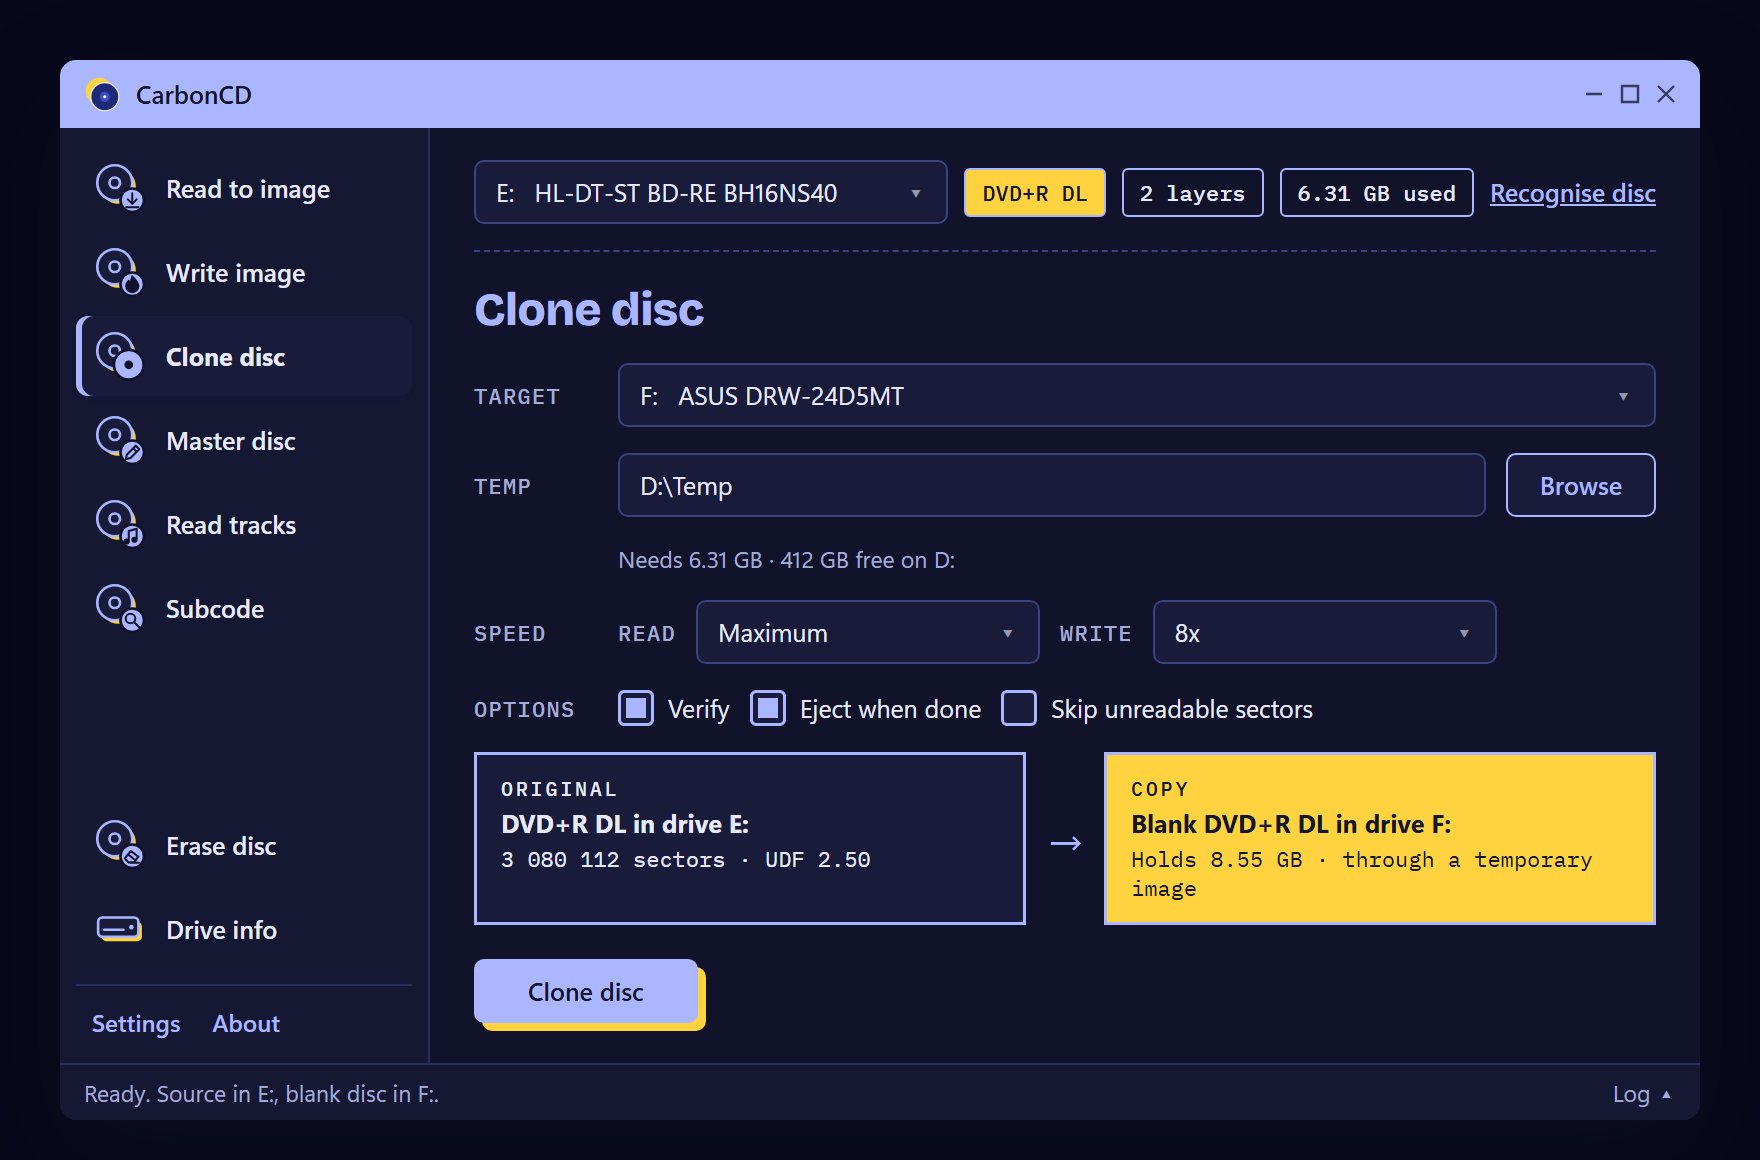 CarbonCD
Read to image
Write image
Clone disc
Master disc
Read tracks
Subcode
Erase disc
Drive info
Settings About
E: HL-DT-ST BD-RE BH16NS40 DVD+R DL 2 layers 6.31 GB used Recognise disc
Clone disc
TARGET F: ASUS DRW-24D5MT
TEMP D:\Temp Browse
Needs 6.31 GB · 412 GB free on D:
SPEED READ Maximum WRITE 8x
OPTIONS Verify Eject when done Skip unreadable sectors
ORIGINAL
DVD+R DL in drive E:
3 080 112 sectors · UDF 2.50
→
COPY
Blank DVD+R DL in drive F:
Holds 8.55 GB · through a temporary
image
Clone disc
Ready. Source in E:, blank disc in F:. Log